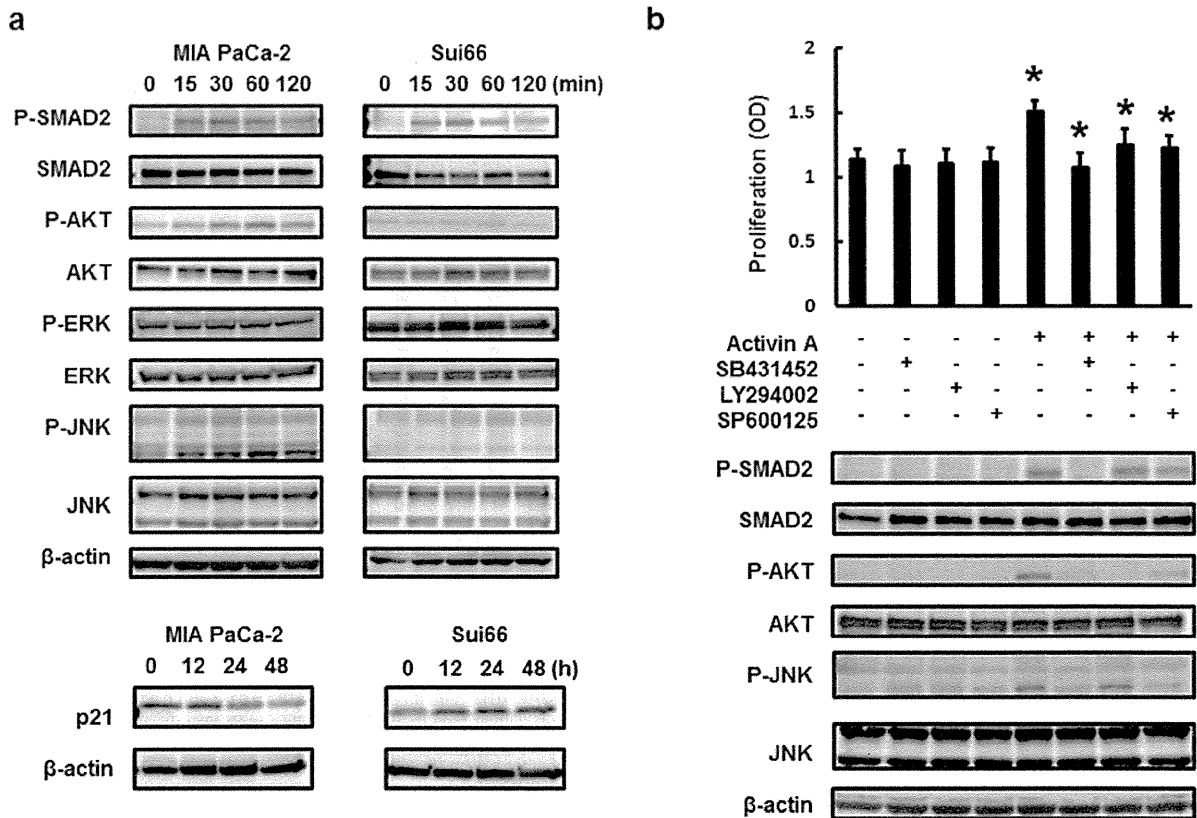 a
MIA PaCa-2 Sui66
0 15 30 60 120 0 15 30 60 120 (min)
P-SMAD2
SMAD2
P-AKT
AKT
P-ERK
ERK
P-JNK
JNK
β-actin
MIA PaCa-2 Sui66
0 12 24 48 0 12 24 48 (h)
p21
β-actin
b
Proliferation (OD)
2
1.5
1
0.5
0
* * * *
Activin A - - - - + + + +
SB431452 - + - - - + - -
LY294002 - - + - - - + -
SP600125 - - - + - - - +
P-SMAD2
SMAD2
P-AKT
AKT
P-JNK
JNK
β-actin